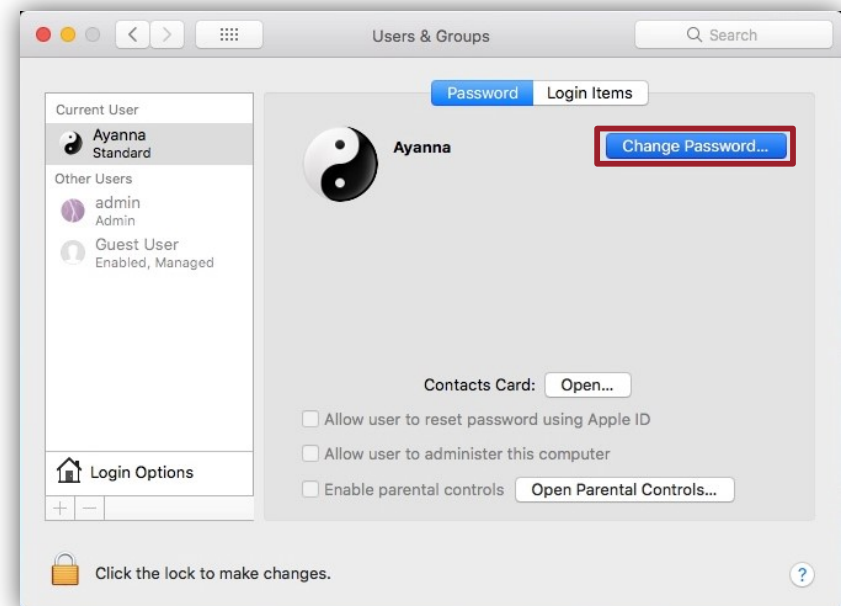 Users & Groups
Search
Password Login Items
Current User
Ayanna
Standard
Other Users
admin
Admin
Guest User
Enabled, Managed
Login Options
+ −
Ayanna
Change Password...
Contacts Card: Open...
Allow user to reset password using Apple ID
Allow user to administer this computer
Enable parental controls Open Parental Controls...
Click the lock to make changes.
?